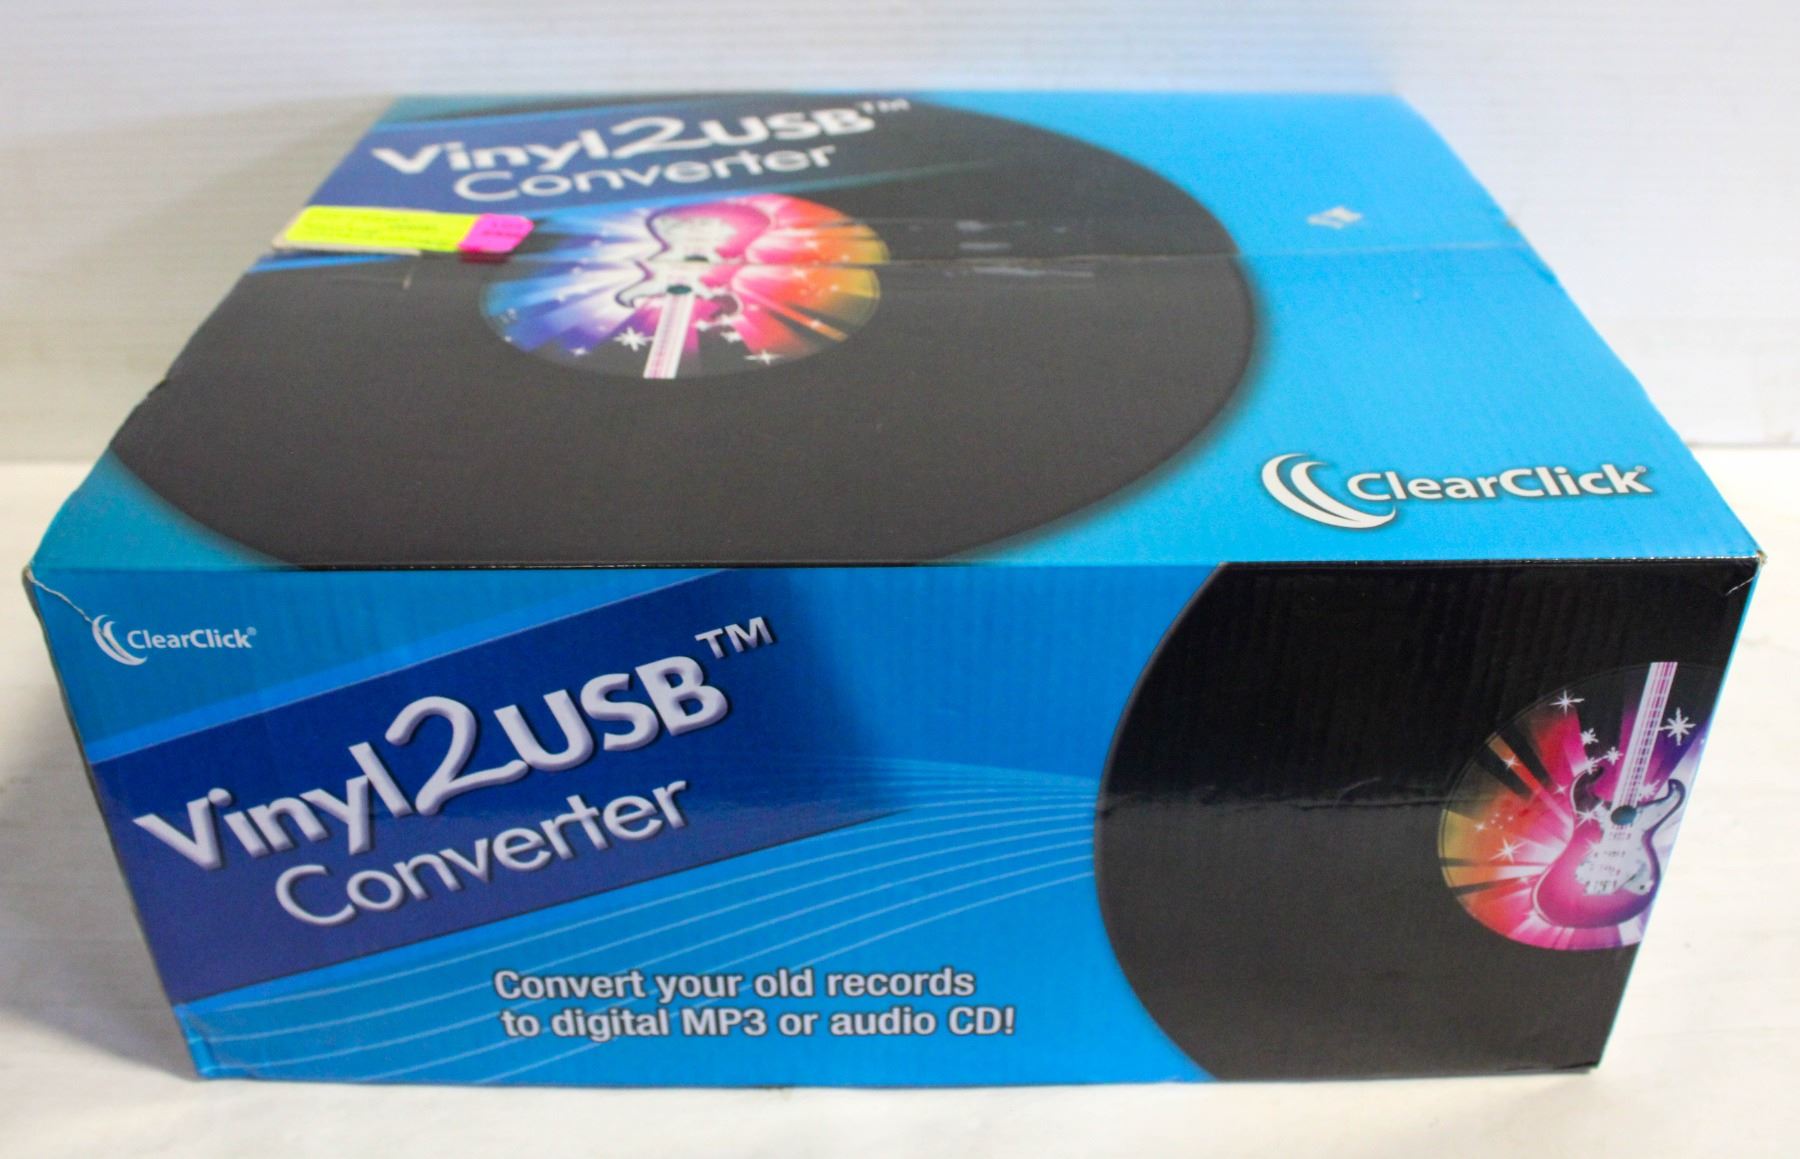 Vinyl2USB™
Converter
ClearClick®
ClearClick®
Vinyl2USB™
Converter
Convert your old records
to digital MP3 or audio CD!